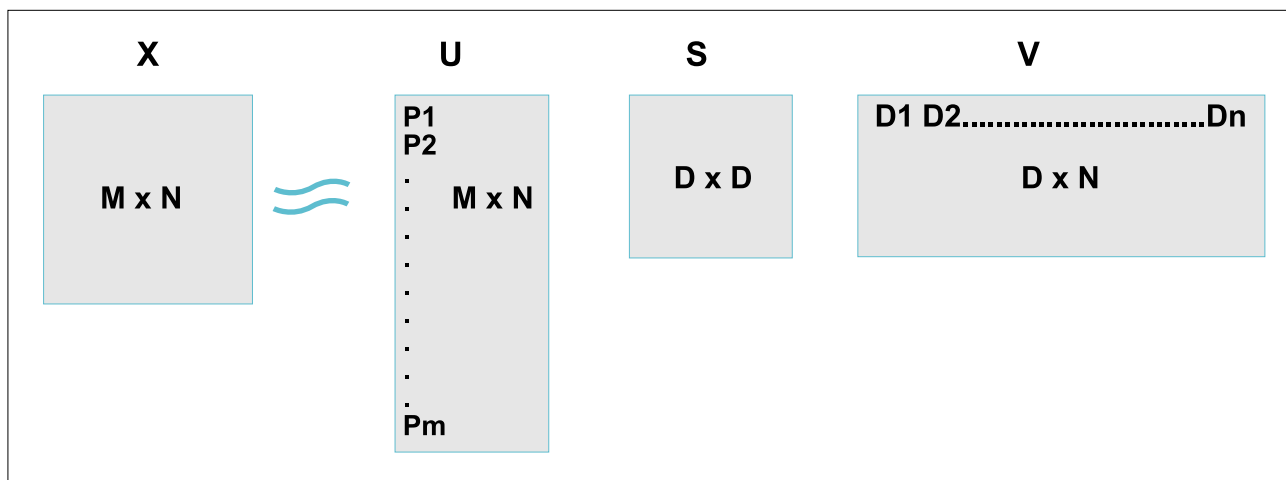 X U S V
P1
P2
.
.
.
.
.
.
.
.
.
Pm
M x N
M x N
D x D
D1 D2.............................Dn
D x N